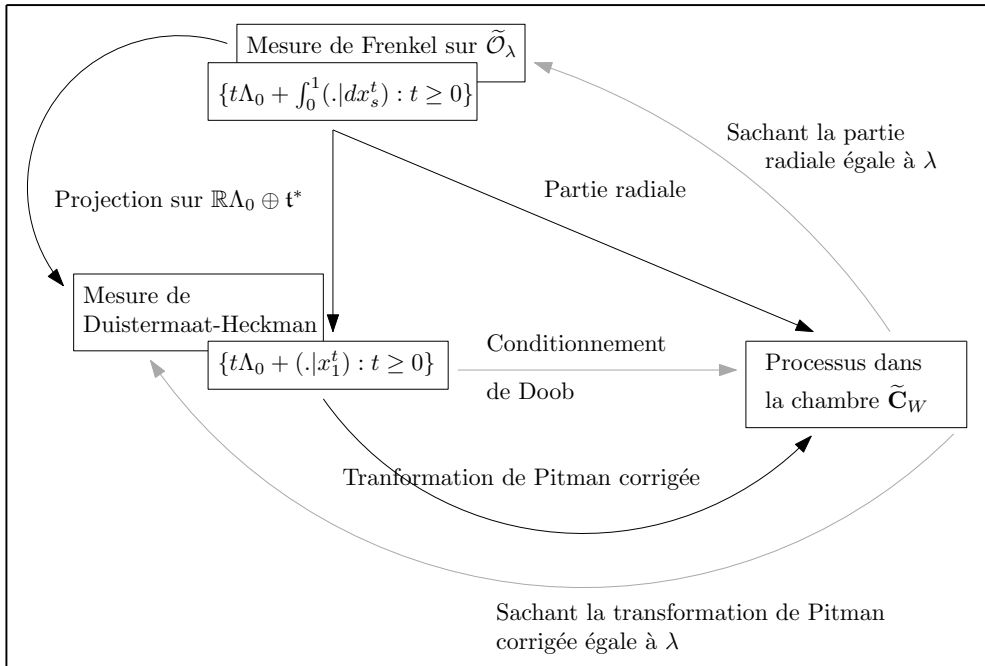 Mesure de Frenkel sur $\widetilde{\mathcal{O}}_\lambda$
$\{t\Lambda_0 + \int_0^1 (.|dx_s^t) : t \geq 0\}$
Sachant la partie
radiale égale à λ
Partie radiale
Projection sur $\mathbb{R}\Lambda_0 \oplus \mathfrak{t}^*$
Mesure de
Duistermaat-Heckman
$\{t\Lambda_0 + (.|x_1^t) : t \geq 0\}$
Conditionnement
de Doob
Processus dans
la chambre $\widetilde{\mathbf{C}}_W$
Tranformation de Pitman corrigée
Sachant la transformation de Pitman
corrigée égale à λ